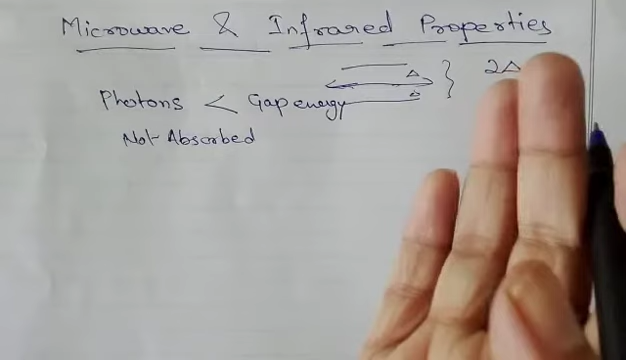 Microwave & Infrared Properties
Δ } 2Δ
Photons < Gap energy Δ
Not Absorbed